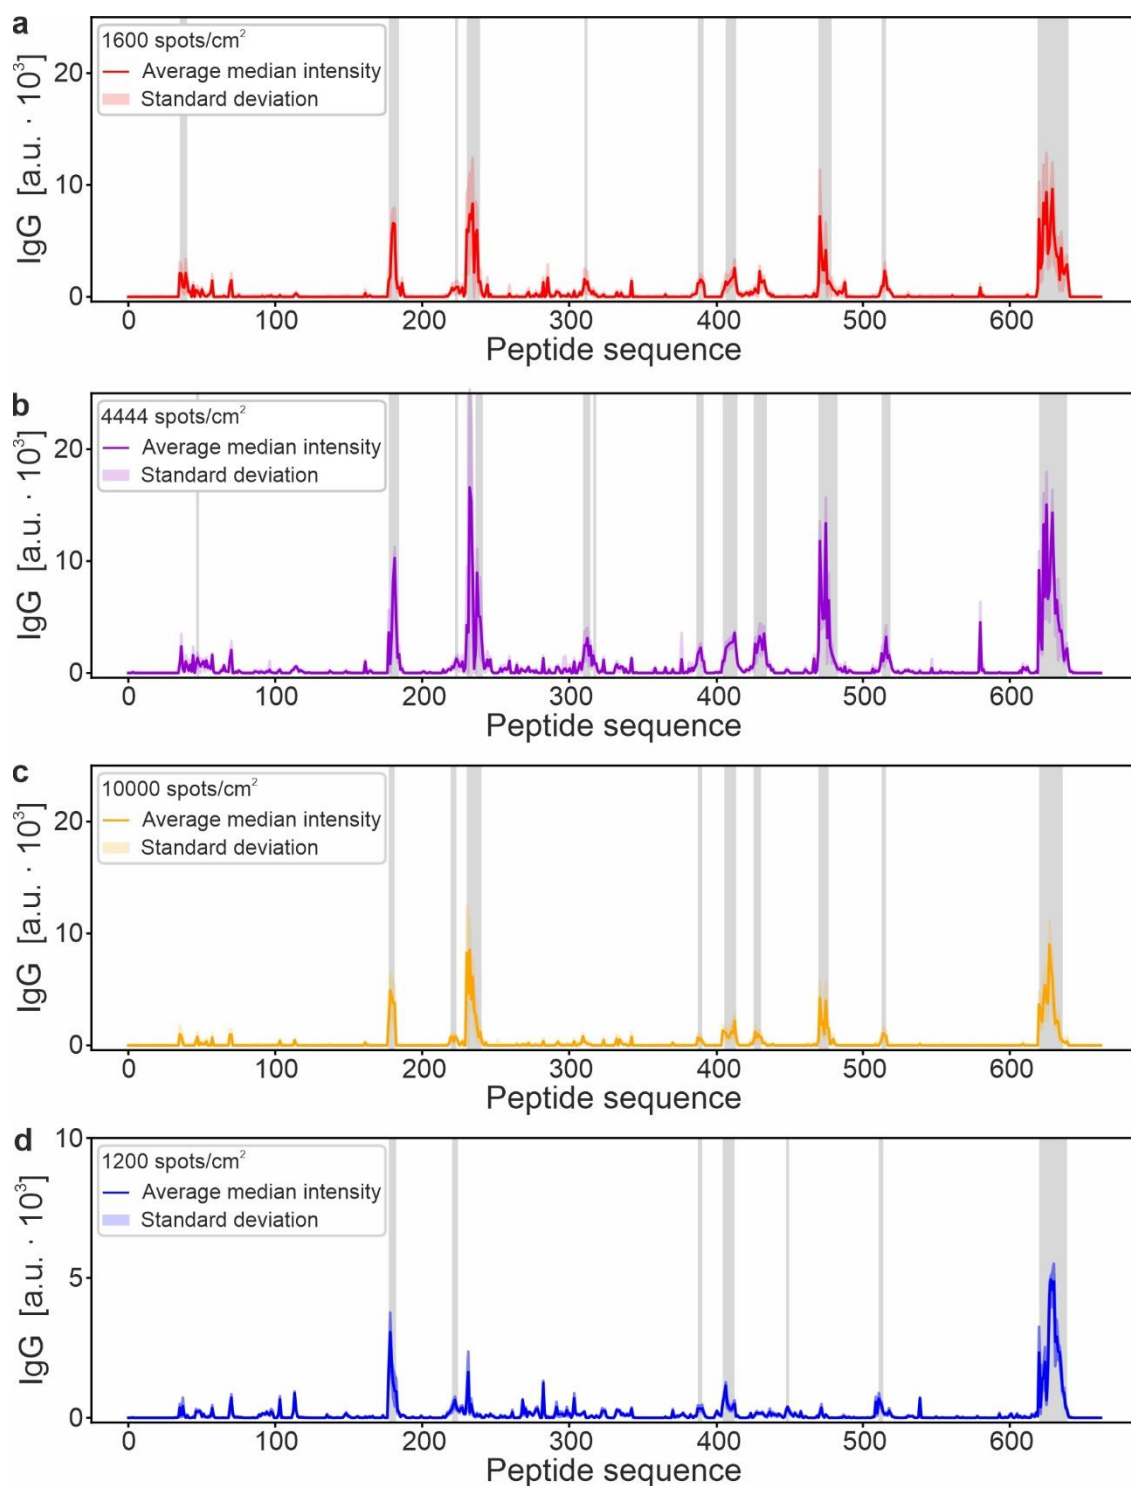 a
1600 spots/cm²
Average median intensity
Standard deviation
IgG [a.u. · 10³]
20
10
0
0 100 200 300 400 500 600
Peptide sequence
b
4444 spots/cm²
Average median intensity
Standard deviation
IgG [a.u. · 10³]
20
10
0
0 100 200 300 400 500 600
Peptide sequence
c
10000 spots/cm²
Average median intensity
Standard deviation
IgG [a.u. · 10³]
20
10
0
0 100 200 300 400 500 600
Peptide sequence
d
1200 spots/cm²
Average median intensity
Standard deviation
IgG [a.u. · 10³]
10
5
0
0 100 200 300 400 500 600
Peptide sequence